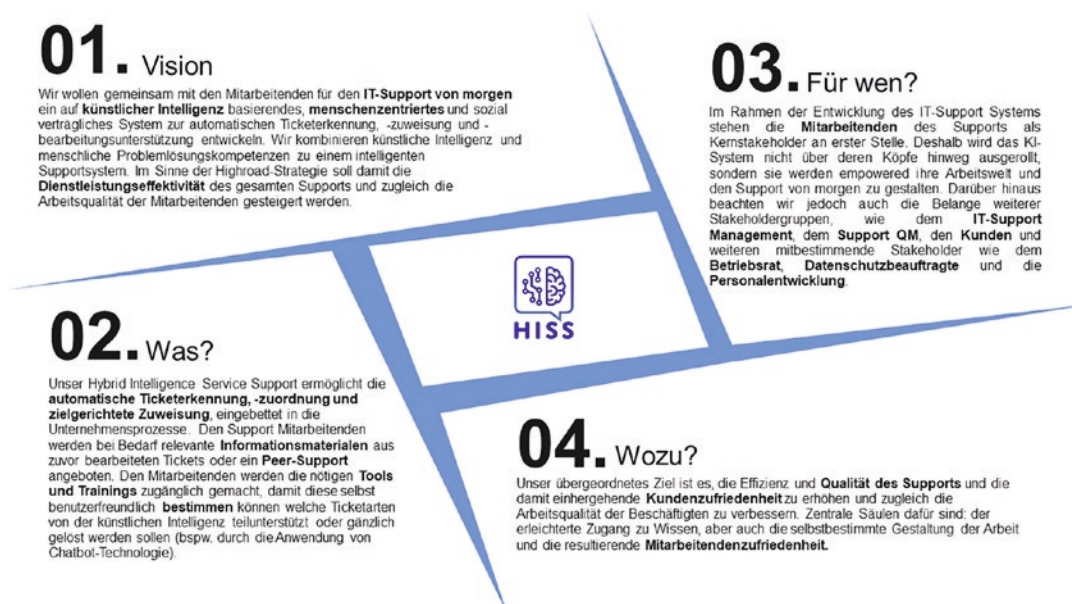 01. Vision
Wir wollen gemeinsam mit den Mitarbeitenden für den IT-Support von morgen
ein auf künstlicher Intelligenz basierendes, menschenzentriertes und sozial
verträgliches System zur automatischen Ticketerkennung, -zuweisung und -
bearbeitungsunterstützung entwickeln. Wir kombinieren künstliche Intelligenz und
menschliche Problemlösungskompetenzen zu einem intelligenten
Supportsystem. Im Sinne der Highroad-Strategie soll damit die
Dienstleistungseffektivität des gesamten Supports und zugleich die
Arbeitsqualität der Mitarbeitenden gesteigert werden.
02. Was?
Unser Hybrid Intelligence Service Support ermöglicht die
automatische Ticketerkennung, -zuordnung und
zielgerichtete Zuweisung, eingebettet in die
Unternehmensprozesse. Den Support Mitarbeitenden
werden bei Bedarf relevante Informationsmaterialen aus
zuvor bearbeiteten Tickets oder ein Peer-Support
angeboten. Den Mitarbeitenden werden die nötigen Tools
und Trainings zugänglich gemacht, damit diese selbst
benutzerfreundlich bestimmen können welche Ticketarten
von der künstlichen Intelligenz teilunterstützt oder gänzlich
gelöst werden sollen (bspw. durch die Anwendung von
Chatbot-Technologie).
HISS
03. Für wen?
Im Rahmen der Entwicklung des IT-Support Systems
stehen die Mitarbeitenden des Supports als
Kernstakeholder an erster Stelle. Deshalb wird das KI-
System nicht über deren Köpfe hinweg ausgerollt,
sondern sie werden empowered ihre Arbeitswelt und
den Support von morgen zu gestalten. Darüber hinaus
beachten wir jedoch auch die Belange weiterer
Stakeholdergruppen, wie dem IT-Support
Management, dem Support QM, den Kunden und
weiteren mitbestimmende Stakeholder wie dem
Betriebsrat, Datenschutzbeauftragte und die
Personalentwicklung.
04. Wozu?
Unser übergeordnetes Ziel ist es, die Effizienz und Qualität des Supports und die
damit einhergehende Kundenzufriedenheit zu erhöhen und zugleich die
Arbeitsqualität der Beschäftigten zu verbessern. Zentrale Säulen dafür sind: der
erleichterte Zugang zu Wissen, aber auch die selbstbestimmte Gestaltung der Arbeit
und die resultierende Mitarbeitendenzufriedenheit.